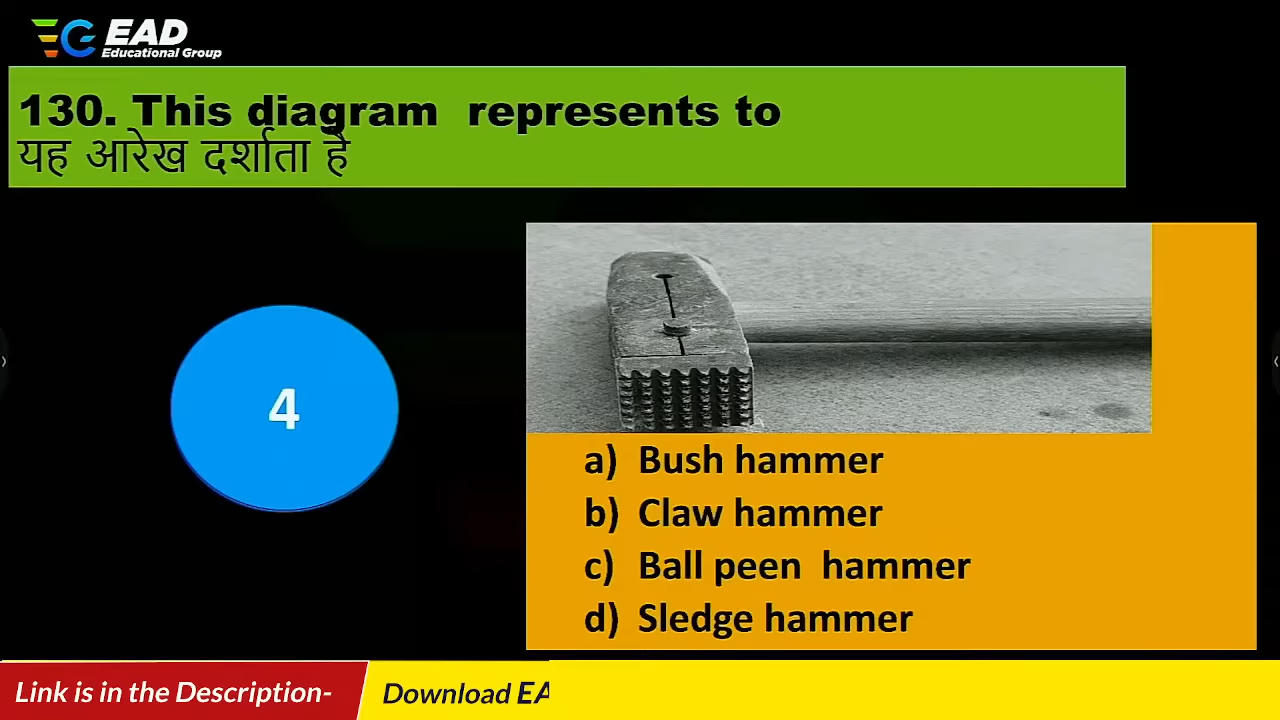 EAD
Educational Group
130. This diagram represents to
यह आरेख दर्शाता है
4
a) Bush hammer
b) Claw hammer
c) Ball peen hammer
d) Sledge hammer
Link is in the Description-
Download EA